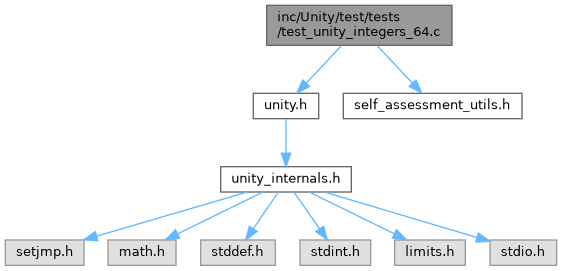 inc/Unity/test/tests
/test_unity_integers_64.c
unity.h
self_assessment_utils.h
unity_internals.h
setjmp.h
math.h
stddef.h
stdint.h
limits.h
stdio.h